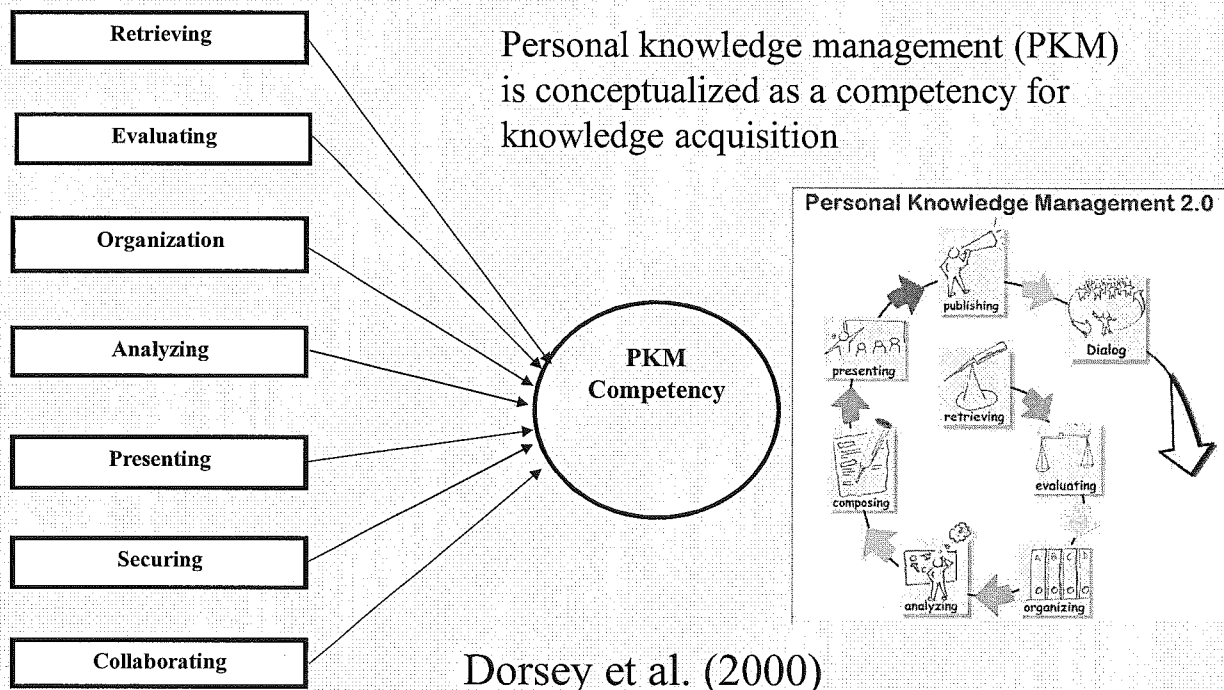 Retrieving
Evaluating
Organization
Analyzing
Presenting
Securing
Collaborating
Personal knowledge management (PKM)
is conceptualized as a competency for
knowledge acquisition
PKM
Competency
Personal Knowledge Management 2.0
publishing
Dialog
presenting
retrieving
evaluating
composing
analyzing
organizing
A B C D
Dorsey et al. (2000)